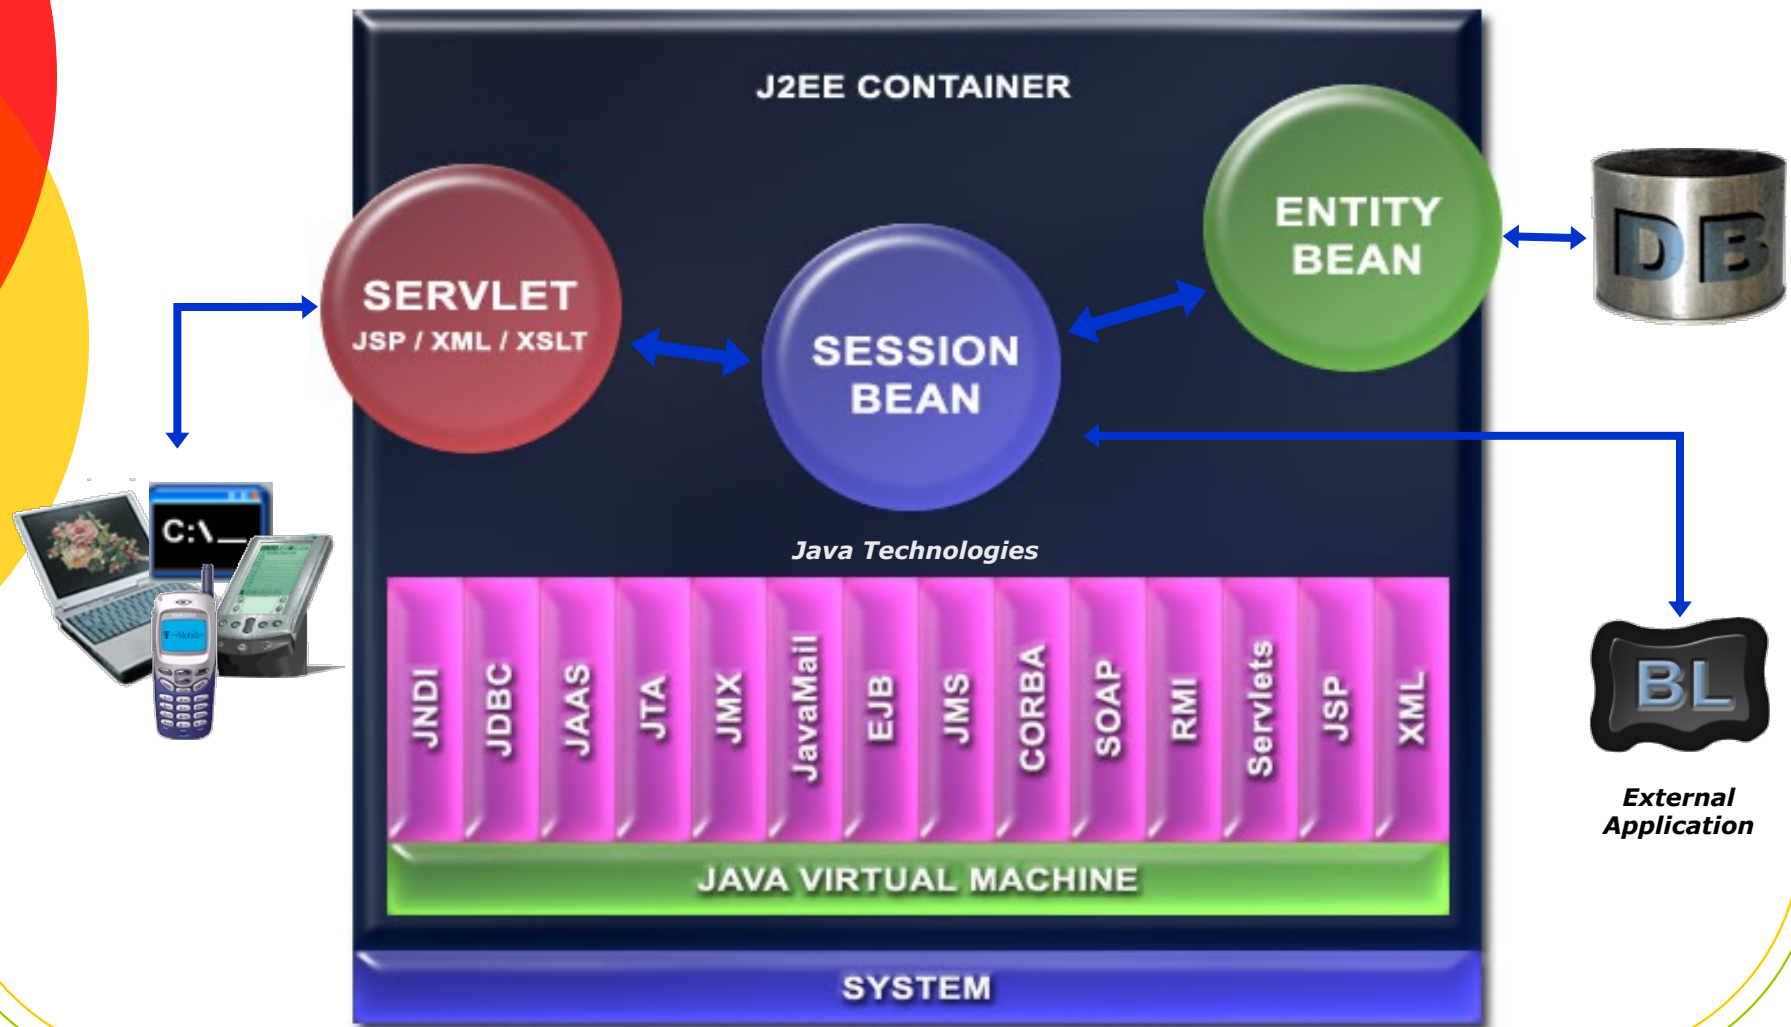 J2EE CONTAINER
ENTITY
BEAN
DB
SERVLET
JSP / XML / XSLT
SESSION
BEAN
C:\_
T-Mobile
Java Technologies
JNDI
JDBC
JAAS
JTA
JMX
JavaMail
EJB
JMS
CORBA
SOAP
RMI
Servlets
JSP
XML
BL
External
Application
JAVA VIRTUAL MACHINE
SYSTEM